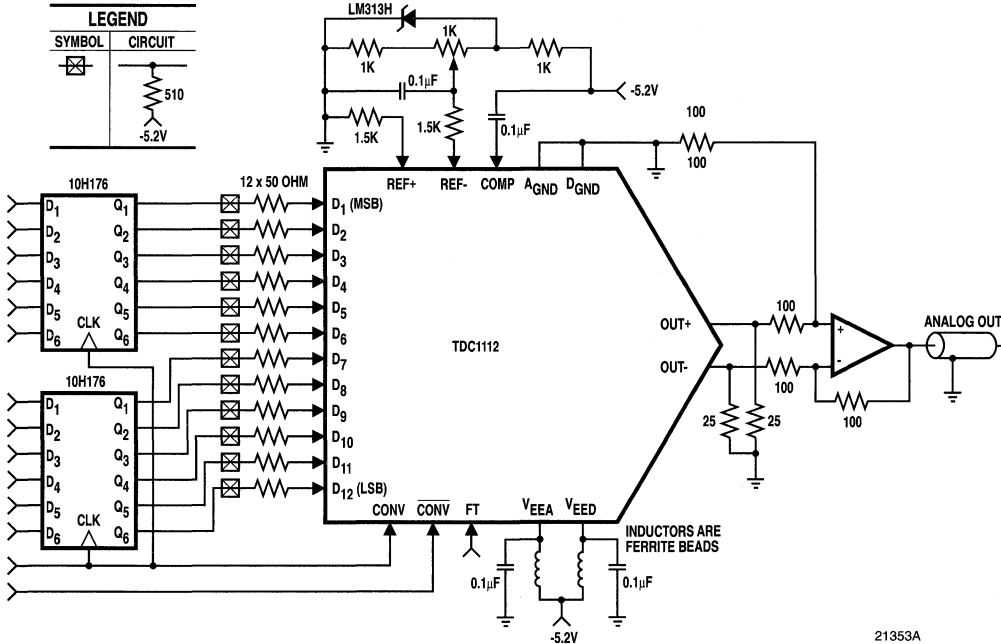 LEGEND
SYMBOL CIRCUIT
510
-5.2V
LM313H
1K
1K
1K
0.1µF
-5.2V
1.5K
1.5K
0.1µF
100
100
REF+ REF- COMP AGND DGND
10H176
12 x 50 OHM
D1 Q1
D2 Q2
D3 Q3
D4 Q4
D5 Q5
D6 Q6
CLK
D1 (MSB)
D2
D3
D4
D5
D6
D7
D8
D9
D10
D11
D12 (LSB)
TDC1112
OUT+
OUT-
100
+
-
100
100
ANALOG OUT
25
25
10H176
D1 Q1
D2 Q2
D3 Q3
D4 Q4
D5 Q5
D6 Q6
CLK
CONV CONV FT VEEA VEED
INDUCTORS ARE
FERRITE BEADS
0.1µF
0.1µF
-5.2V
21353A